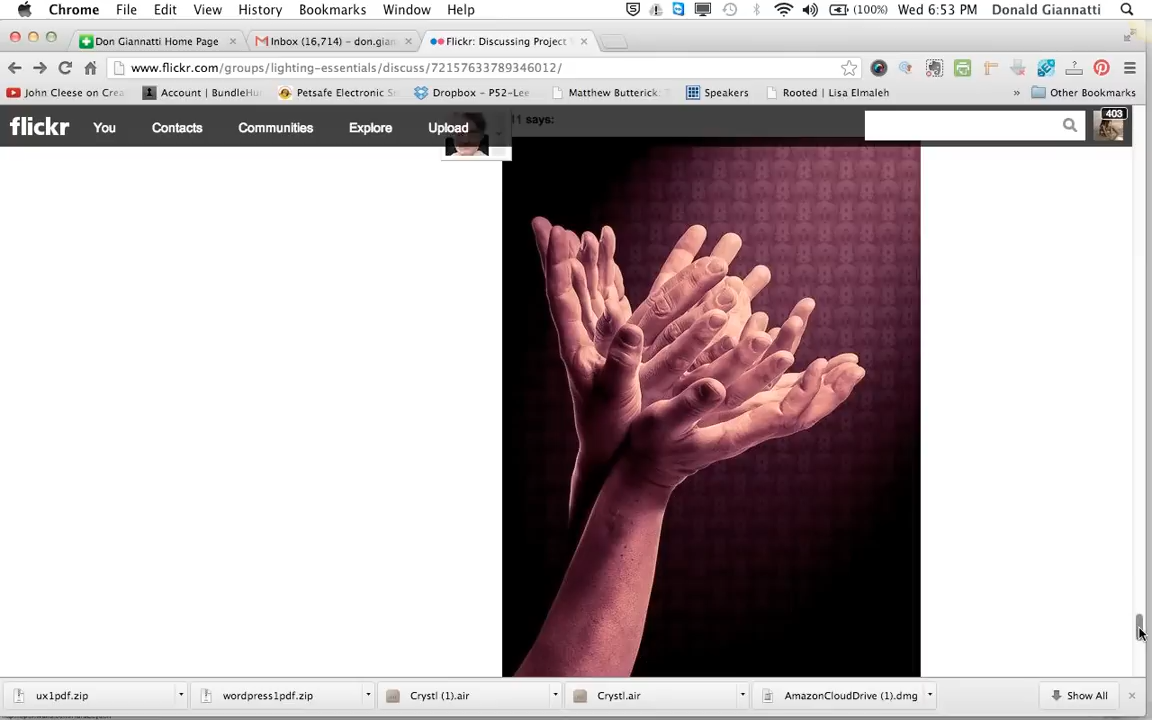 Chrome File Edit View History Bookmarks Window Help (100%) Wed 6:53 PM Donald Giannatti
Don Giannatti Home Page Inbox (16,714) – don.gian Flickr: Discussing Project
www.flickr.com/groups/lighting-essentials/discuss/72157633789346012/
John Cleese on Crea Account | BundleHu Petsafe Electronic S Dropbox – P52-Lee Matthew Butterick: Speakers Rooted | Lisa Elmaleh » Other Bookmarks
flickr You Contacts Communities Explore Upload 403
says:
ux1pdf.zip wordpress1pdf.zip Crystl (1).air Crystl.air AmazonCloudDrive (1).dmg Show All